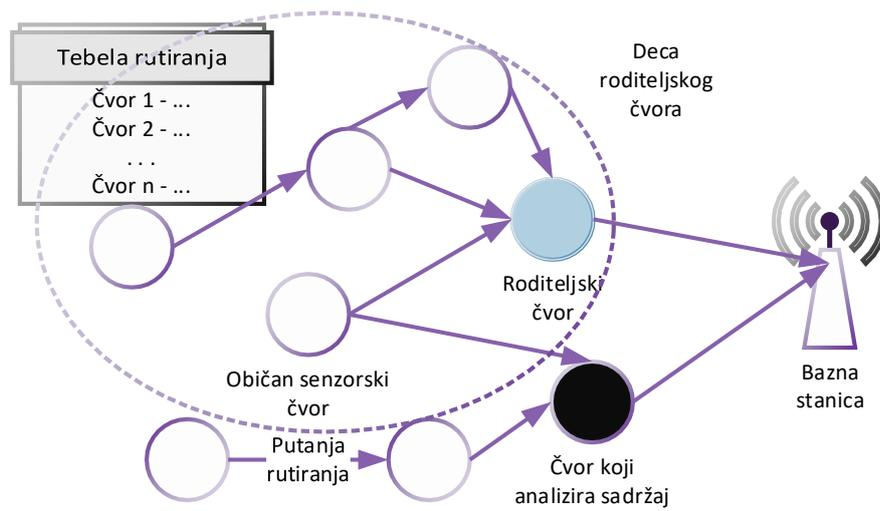 Tebela rutiranja
Čvor 1 - ...
Čvor 2 - ...
. . .
Čvor n - ...
Deca
roditeljskog
čvora
Roditeljski
čvor
Običan senzorski
čvor
Bazna
stanica
Putanja
rutiranja
Čvor koji
analizira sadržaj